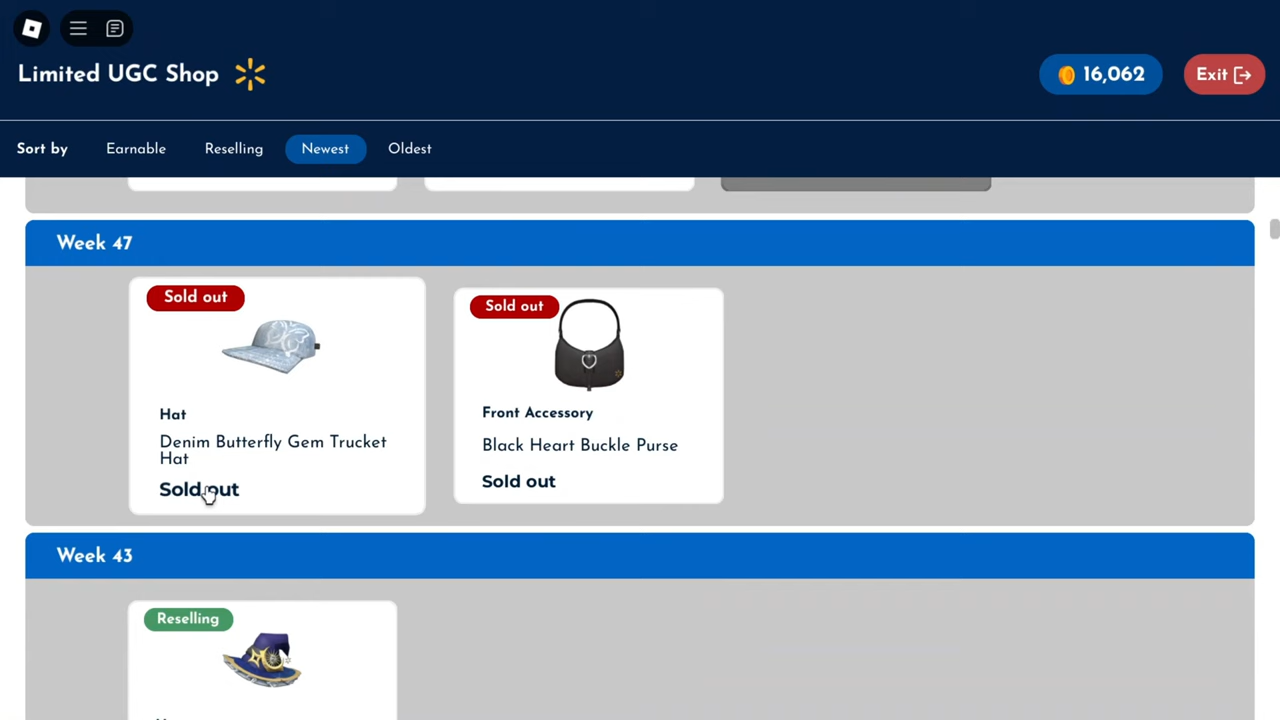 Limited UGC Shop
16,062
Exit
Sort by
Earnable
Reselling
Newest
Oldest
Week 47
Sold out
Hat
Denim Butterfly Gem Trucket
Hat
Sold out
Sold out
Front Accessory
Black Heart Buckle Purse
Sold out
Week 43
Reselling